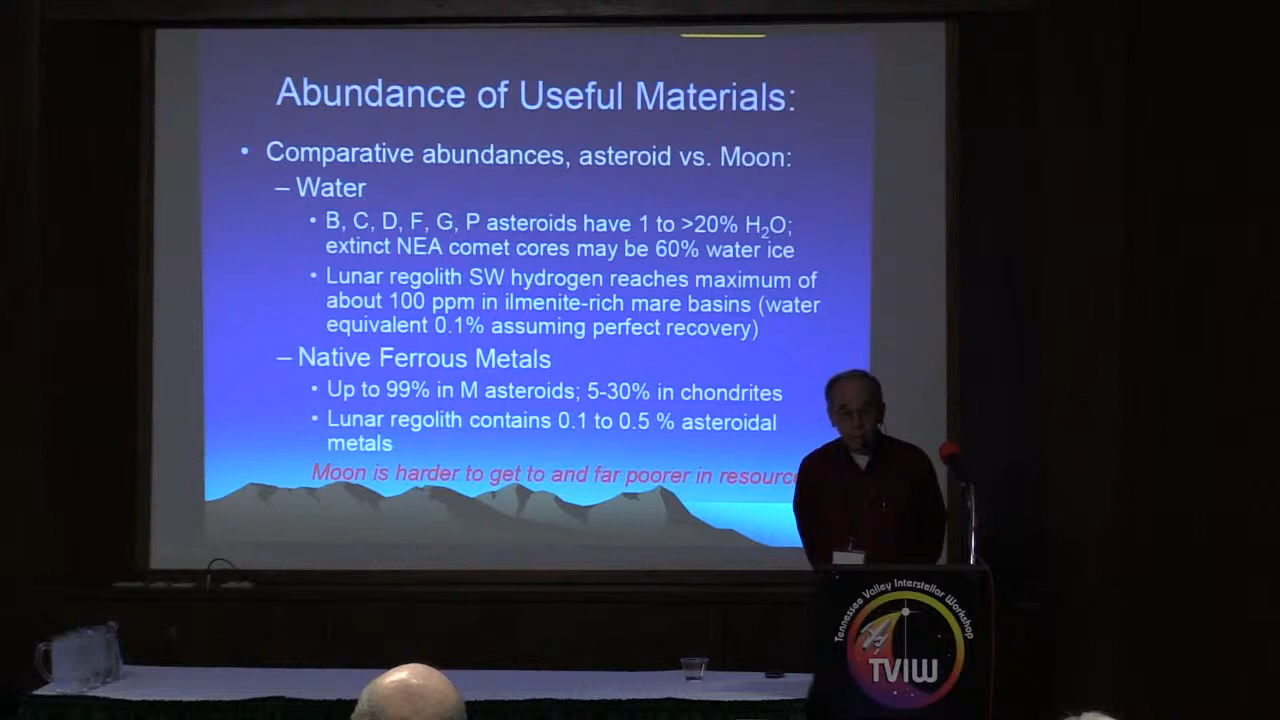 Abundance of Useful Materials:
• Comparative abundances, asteroid vs. Moon:
– Water
• B, C, D, F, G, P asteroids have 1 to >20% H₂O;
extinct NEA comet cores may be 60% water ice
• Lunar regolith SW hydrogen reaches maximum of
about 100 ppm in ilmenite-rich mare basins (water
equivalent 0.1% assuming perfect recovery)
– Native Ferrous Metals
• Up to 99% in M asteroids; 5-30% in chondrites
• Lunar regolith contains 0.1 to 0.5 % asteroidal
metals
Moon is harder to get to and far poorer in resourc
Tennessee Valley Interstellar Workshop
TVIW